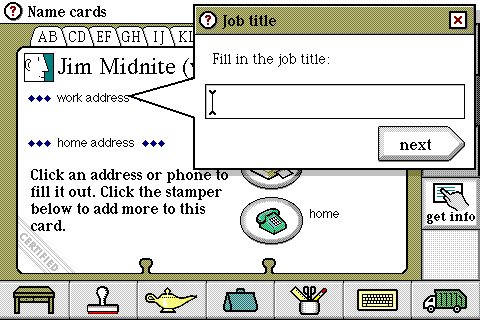 Name cards
Job title
AB CD EF GH IJ KL
Fill in the job title:
Jim Midnite (
work address
next
home address
Click an address or phone to
fill it out. Click the stamper
below to add more to this
card.
home
get info
CERTIFIED